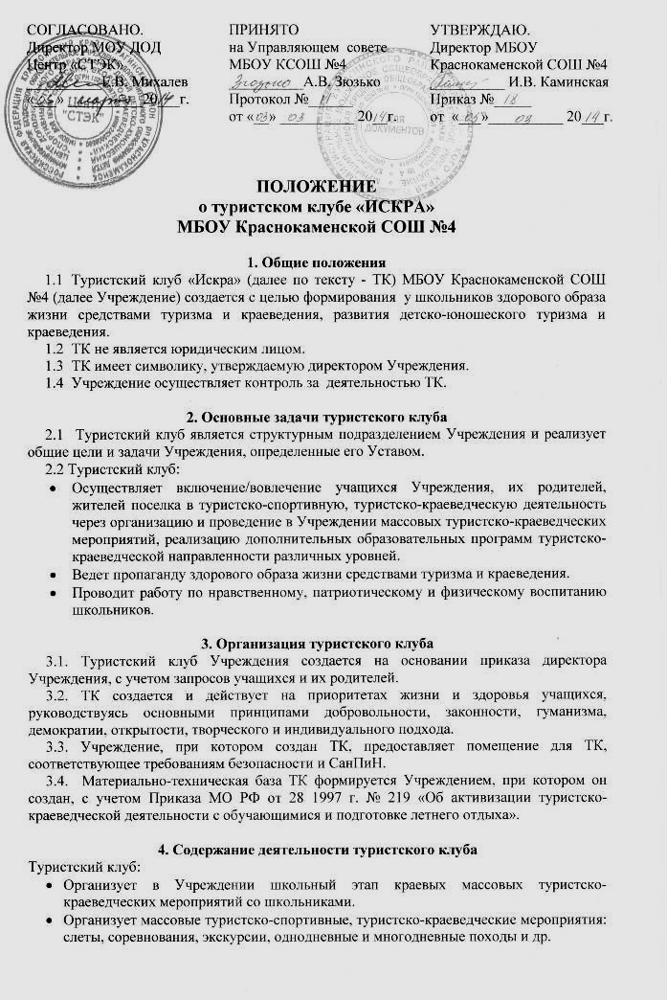 СОГЛАСОВАНО.
Директор МОУ ДОД
Центр «СТЭК»
Е.В. Михалев
«05» марта 2014 г.
ПРИНЯТО
на Управляющем совете
МБОУ КСОШ №4
А.В. Зюзько
Протокол № 11
от «03» 03 2014 г.
УТВЕРЖДАЮ.
Директор МБОУ
Краснокаменской СОШ №4
И.В. Каминская
Приказ № 18
от «05» 03 2014 г.
"СТЭК"
ДОКУМЕНТОВ
ПОЛОЖЕНИЕ
о туристском клубе «ИСКРА»
МБОУ Краснокаменской СОШ №4
1. Общие положения
1.1 Туристский клуб «Искра» (далее по тексту - ТК) МБОУ Краснокаменской СОШ
№4 (далее Учреждение) создается с целью формирования у школьников здорового образа
жизни средствами туризма и краеведения, развития детско-юношеского туризма и
краеведения.
1.2 ТК не является юридическим лицом.
1.3 ТК имеет символику, утверждаемую директором Учреждения.
1.4 Учреждение осуществляет контроль за деятельностью ТК.
2. Основные задачи туристского клуба
2.1 Туристский клуб является структурным подразделением Учреждения и реализует
общие цели и задачи Учреждения, определенные его Уставом.
2.2 Туристский клуб:
• Осуществляет включение/вовлечение учащихся Учреждения, их родителей,
жителей поселка в туристско-спортивную, туристско-краеведческую деятельность
через организацию и проведение в Учреждении массовых туристско-краеведческих
мероприятий, реализацию дополнительных образовательных программ туристско-
краеведческой направленности различных уровней.
• Ведет пропаганду здорового образа жизни средствами туризма и краеведения.
• Проводит работу по нравственному, патриотическому и физическому воспитанию
школьников.
3. Организация туристского клуба
3.1. Туристский клуб Учреждения создается на основании приказа директора
Учреждения, с учетом запросов учащихся и их родителей.
3.2. ТК создается и действует на приоритетах жизни и здоровья учащихся,
руководствуясь основными принципами добровольности, законности, гуманизма,
демократии, открытости, творческого и индивидуального подхода.
3.3. Учреждение, при котором создан ТК, предоставляет помещение для ТК,
соответствующее требованиям безопасности и СанПиН.
3.4. Материально-техническая база ТК формируется Учреждением, при котором он
создан, с учетом Приказа МО РФ от 28 1997 г. № 219 «Об активизации туристско-
краеведческой деятельности с обучающимися и подготовке летнего отдыха».
4. Содержание деятельности туристского клуба
Туристский клуб:
• Организует в Учреждении школьный этап краевых массовых туристско-
краеведческих мероприятий со школьниками.
• Организует массовые туристско-спортивные, туристско-краеведческие мероприятия:
слеты, соревнования, экскурсии, однодневные и многодневные походы и др.